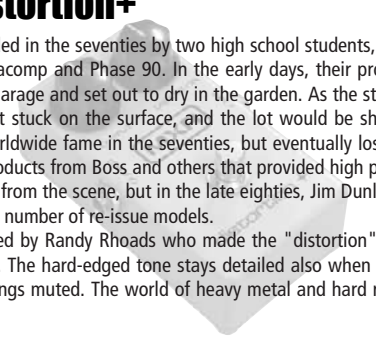 stortion+
ded in the seventies by two high school students,
acomp and Phase 90. In the early days, their pro
arage and set out to dry in the garden. As the st
t stuck on the surface, and the lot would be sh
rldwide fame in the seventies, but eventually los
oducts from Boss and others that provided high p
from the scene, but in the late eighties, Jim Dunl
number of re-issue models.
ed by Randy Rhoads who made the "distortion"
. The hard-edged tone stays detailed also when
ngs muted. The world of heavy metal and hard r